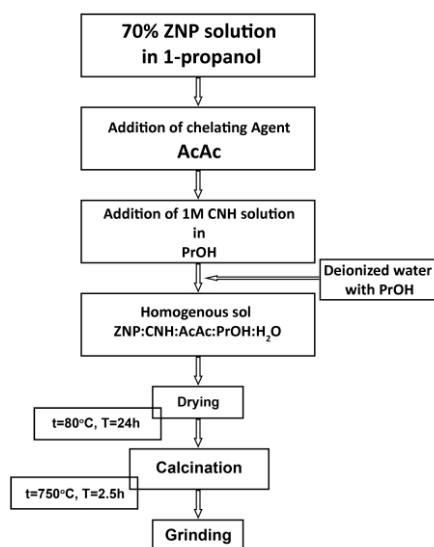 70% ZNP solution
in 1-propanol
Addition of chelating Agent
AcAc
Addition of 1M CNH solution
in
PrOH
Deionized water
with PrOH
Homogenous sol
ZNP:CNH:AcAc:PrOH:H₂O
Drying
t=80°C, T=24h
Calcination
t=750°C, T=2.5h
Grinding